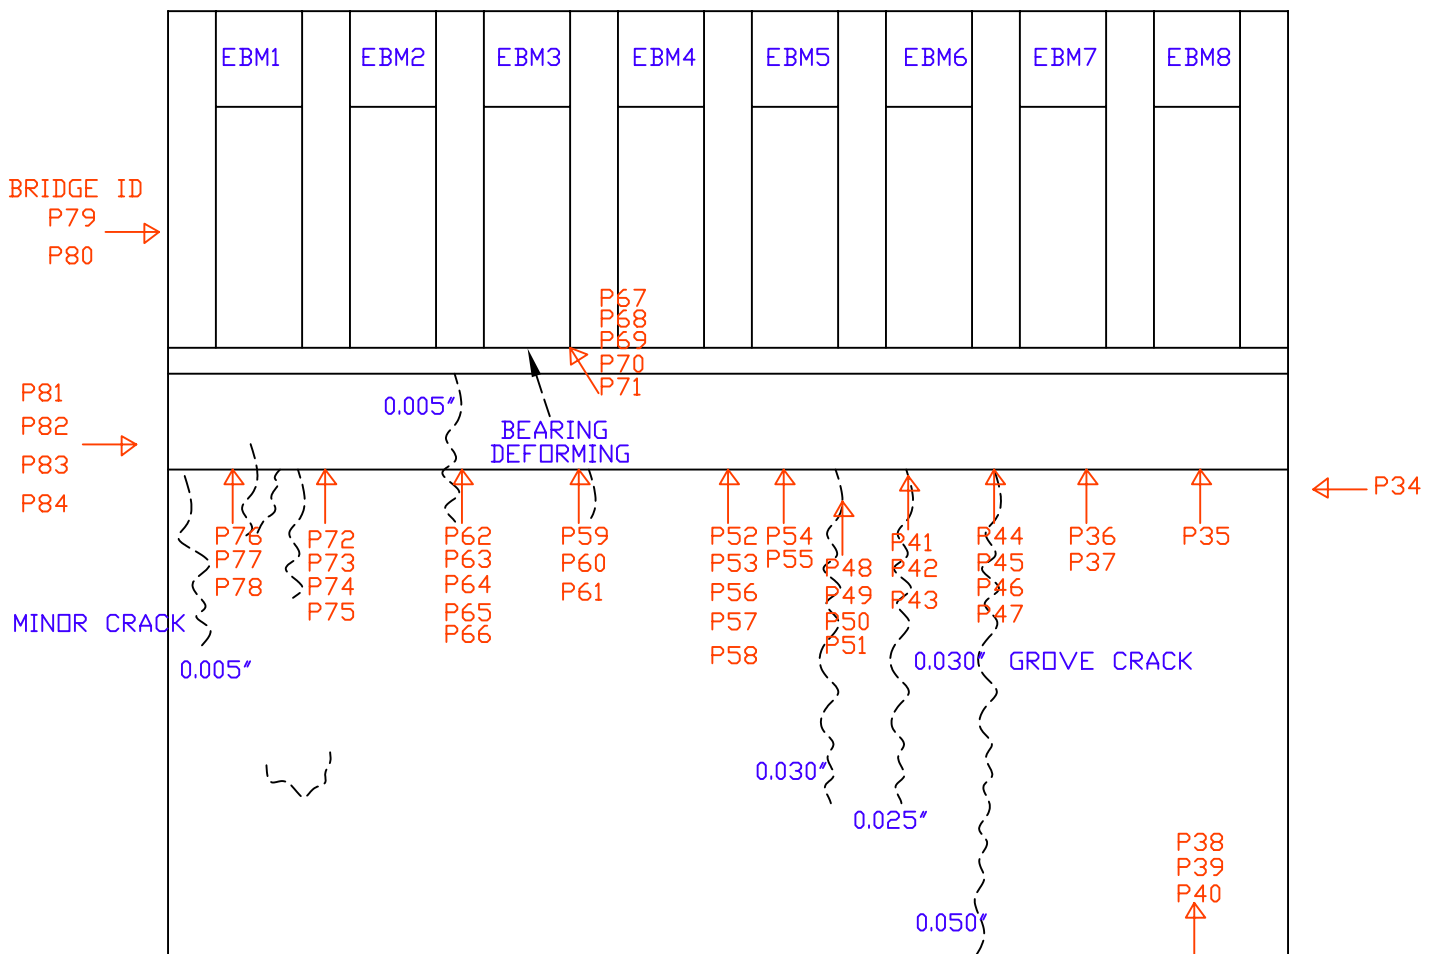 EBM1 EBM2 EBM3 EBM4 EBM5 EBM6 EBM7 EBM8
BRIDGE ID
P79
P80
P67
P68
P69
P70
P71
P81
P82
P83
P84
0.005"
BEARING
DEFORMING
P34
P76
P77
P78
P72
P73
P74
P75
P62
P63
P64
P65
P66
P59
P60
P61
P52
P53
P56
P57
P58
P54
P55
P48
P49
P50
P51
P41
P42
P43
P44
P45
P46
P47
P36
P37
P35
MINOR CRACK
0.005"
0.030" GROVE CRACK
0.030"
0.025"
P38
P39
P40
0.050"